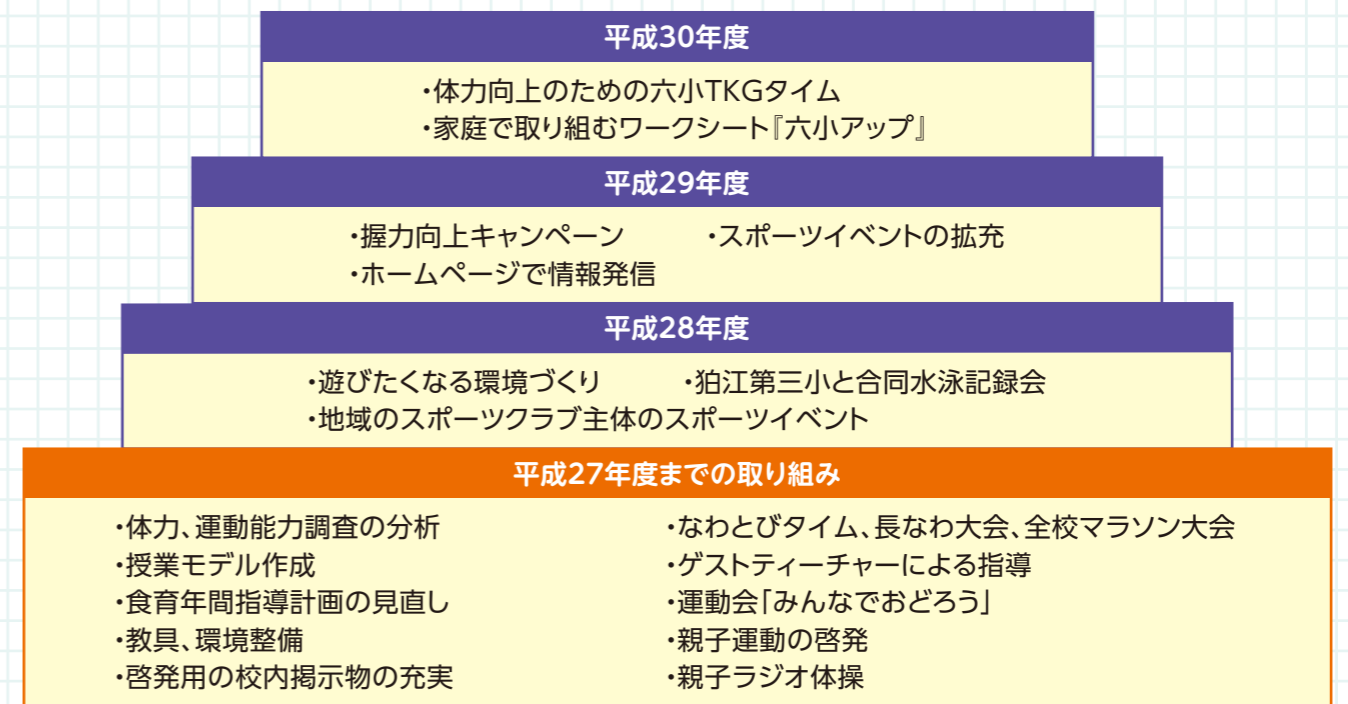 平成30年度
・体力向上のための六小TKGタイム
・家庭で取り組むワークシート『六小アップ』
平成29年度
・握力向上キャンペーン ・スポーツイベントの拡充
・ホームページで情報発信
平成28年度
・遊びたくなる環境づくり ・狛江第三小と合同水泳記録会
・地域のスポーツクラブ主体のスポーツイベント
平成27年度までの取り組み
・体力、運動能力調査の分析
・授業モデル作成
・食育年間指導計画の見直し
・教具、環境整備
・啓発用の校内掲示物の充実
・なわとびタイム、長なわ大会、全校マラソン大会
・ゲストティーチャーによる指導
・運動会「みんなでおどろう」
・親子運動の啓発
・親子ラジオ体操